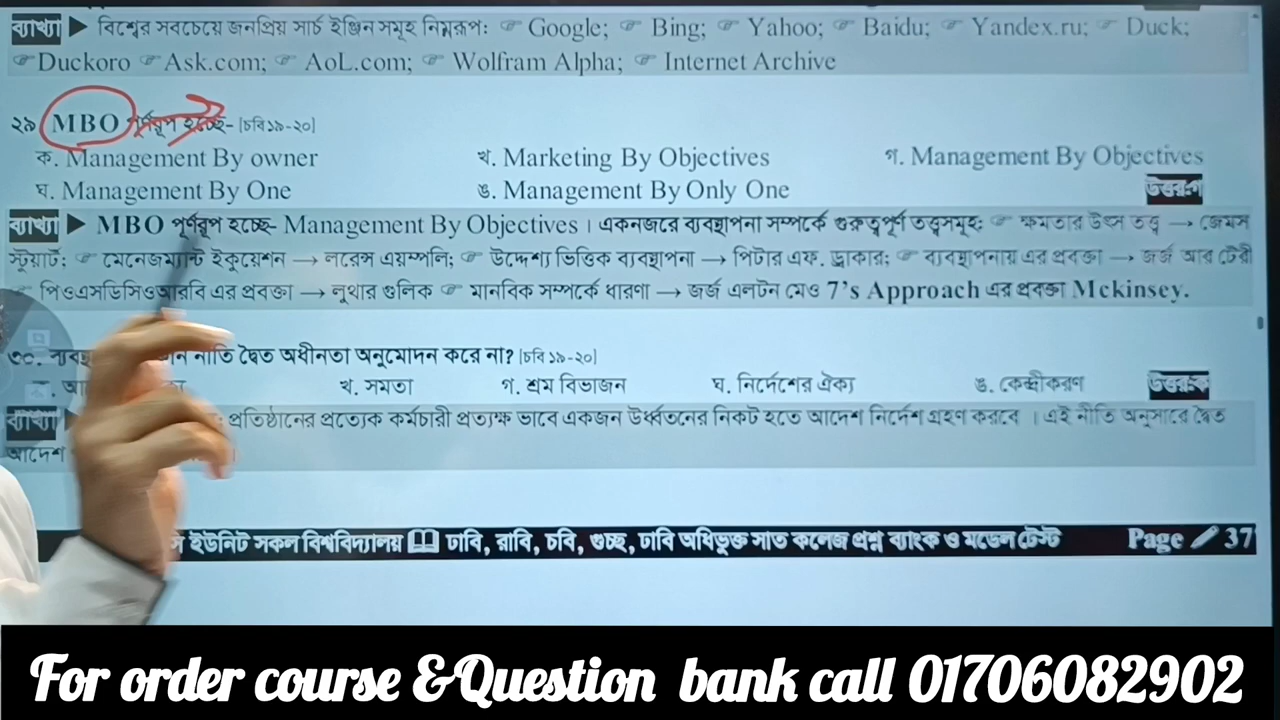 ব্যাখ্যা ▶ বিশ্বের সবচেয়ে জনপ্রিয় সার্চ ইঞ্জিন সমূহ নিম্নরূপ: ☞ Google; ☞ Bing; ☞ Yahoo; ☞ Baidu; ☞ Yandex.ru; ☞ Duck;
☞Duckoro ☞Ask.com; ☞ AoL.com; ☞ Wolfram Alpha; ☞ Internet Archive
২৯ MBO পূর্ণরূপ হচ্ছে- [চবি ১৯-২০]
ক. Management By owner খ. Marketing By Objectives গ. Management By Objectives
ঘ. Management By One ঙ. Management By Only One উত্তর:গ
ব্যাখ্যা ▶ MBO পূর্ণরূপ হচ্ছে- Management By Objectives । একনজরে ব্যবস্থাপনা সম্পর্কে গুরুত্বপূর্ণ তত্ত্বসমূহ: ☞ ক্ষমতার উৎস তত্ত্ব → জেমস
স্টুয়ার্ট; ☞ মেনেজম্যান্ট ইকুয়েশন → লরেন্স এয়ম্পলি; ☞ উদ্দেশ্য ভিত্তিক ব্যবস্থাপনা → পিটার এফ. ড্রাকার; ☞ ব্যবস্থাপনায় এর প্রবক্তা → জর্জ আর টেরী
☞ পিওএসডিসিওআরবি এর প্রবক্তা → লুথার গুলিক ☞ মানবিক সম্পর্কে ধারণা → জর্জ এলটন মেও 7's Approach এর প্রবক্তা Mckinsey.
৩০. নীতি দ্বৈত অধীনতা অনুমোদন করে না? [চবি ১৯-২০]
খ. সমতা গ. শ্রম বিভাজন ঘ. নির্দেশের ঐক্য ঙ. কেন্দ্রীকরণ উত্তর:ক
ব্যাখ্যা প্রতিষ্ঠানের প্রত্যেক কর্মচারী প্রত্যক্ষ ভাবে একজন উর্ধ্বতনের নিকট হতে আদেশ নির্দেশ গ্রহণ করবে । এই নীতি অনুসারে দ্বৈত
আদেশ
ইউনিট সকল বিশ্ববিদ্যালয় 📖 ঢাবি, রাবি, চবি, গুচ্ছ, ঢাবি অধিভুক্ত সাত কলেজ প্রশ্ন ব্যাংক ও মডেল টেস্ট Page 37
For order course &Question bank call 01706082902